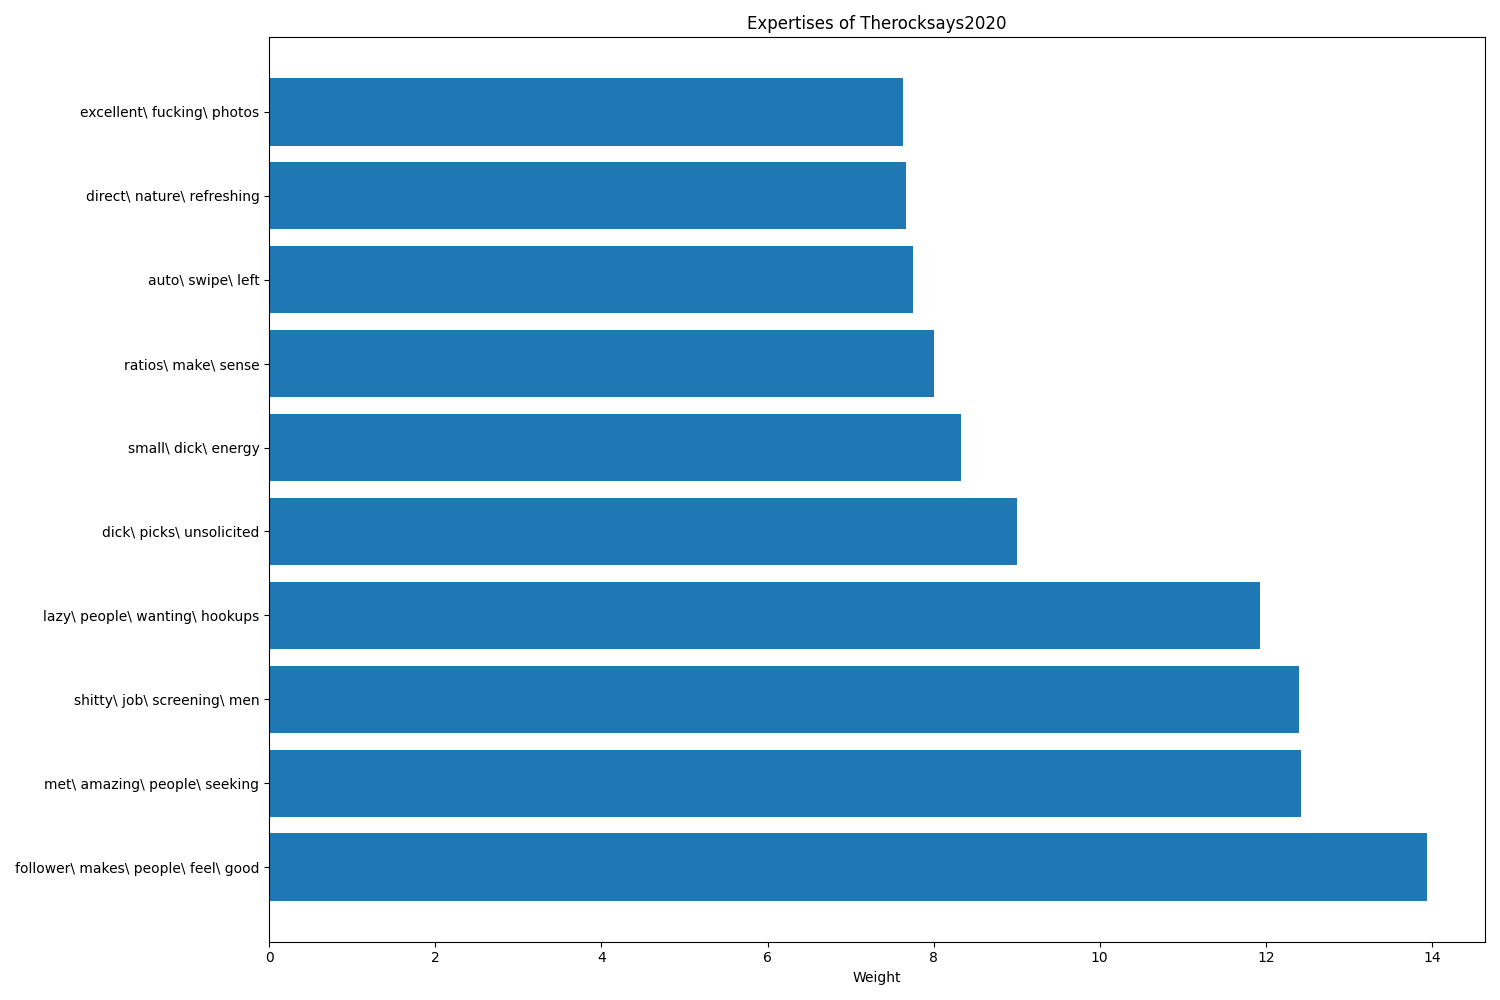 Expertises of Therocksays2020
excellent\ fucking\ photos
direct\ nature\ refreshing
auto\ swipe\ left
ratios\ make\ sense
small\ dick\ energy
dick\ picks\ unsolicited
lazy\ people\ wanting\ hookups
shitty\ job\ screening\ men
met\ amazing\ people\ seeking
follower\ makes\ people\ feel\ good
0 2 4 6 8 10 12 14
Weight